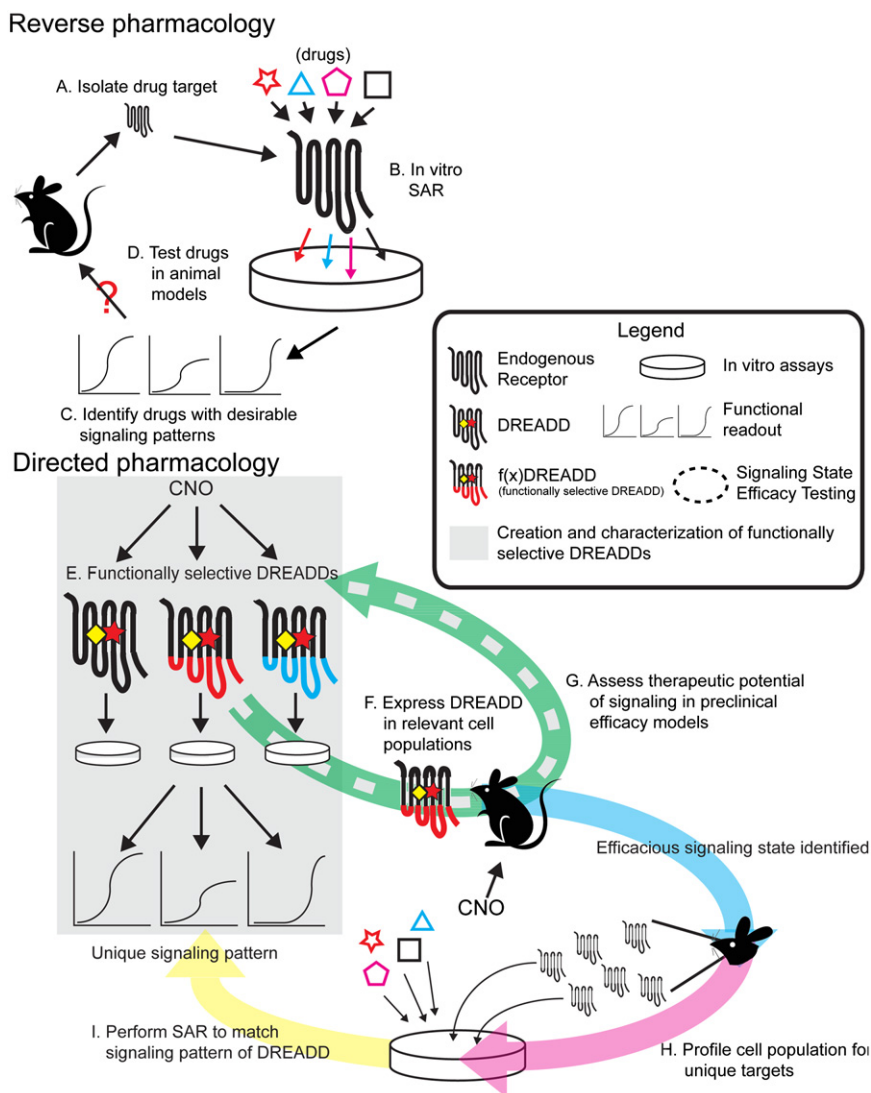 Reverse pharmacology
(drugs)
A. Isolate drug target
B. In vitro
SAR
D. Test drugs
in animal
models
?
C. Identify drugs with desirable
signaling patterns
Legend
Endogenous
Receptor
In vitro assays
DREADD
Functional
readout
f(x)DREADD
(functionally selective DREADD)
Signaling State
Efficacy Testing
Creation and characterization of functionally
selective DREADDs
Directed pharmacology
CNO
E. Functionally selective DREADDs
F. Express DREADD
in relevant cell
populations
G. Assess therapeutic potential
of signaling in preclinical
efficacy models
Efficacious signaling state identified
CNO
Unique signaling pattern
I. Perform SAR to match
signaling pattern of DREADD
H. Profile cell population for
unique targets